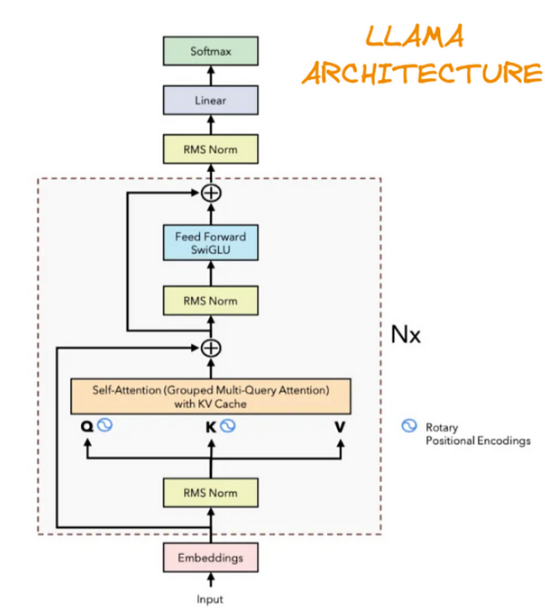 LLAMA
ARCHITECTURE
Softmax
Linear
RMS Norm
Feed Forward
SwiGLU
RMS Norm
Nx
Self-Attention (Grouped Multi-Query Attention)
with KV Cache
Q K V
Rotary
Positional Encodings
RMS Norm
Embeddings
Input